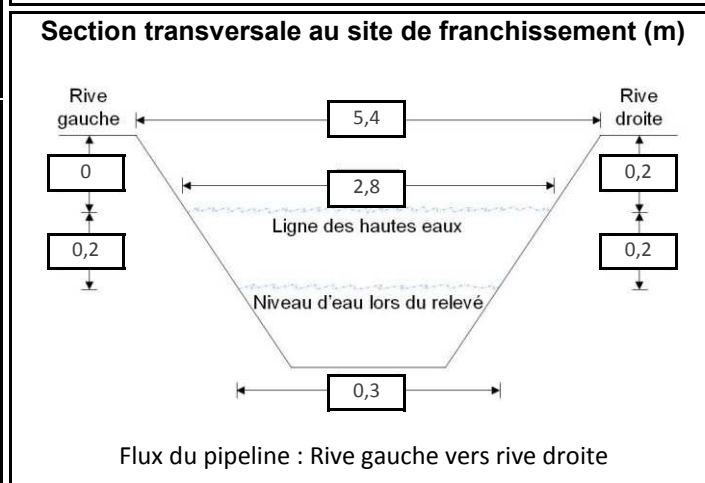 Section transversale au site de franchissement (m)
Rive
gauche
5,4
Rive
droite
0
2,8
0,2
Ligne des hautes eaux
0,2
0,2
Niveau d'eau lors du relevé
0,3
Flux du pipeline : Rive gauche vers rive droite